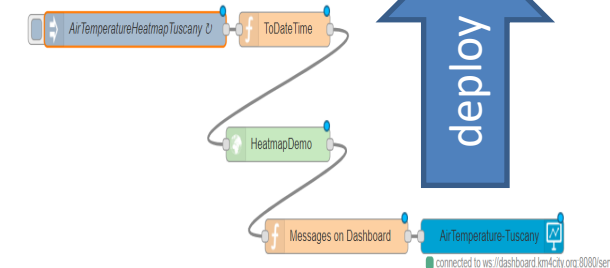 AirTemperatureHeatmapTuscany ↻
ToDateTime
deploy
HeatmapDemo
Messages on Dashboard
AirTemperature-Tuscany
connected to ws://dashboard.km4city.org:8080/ser